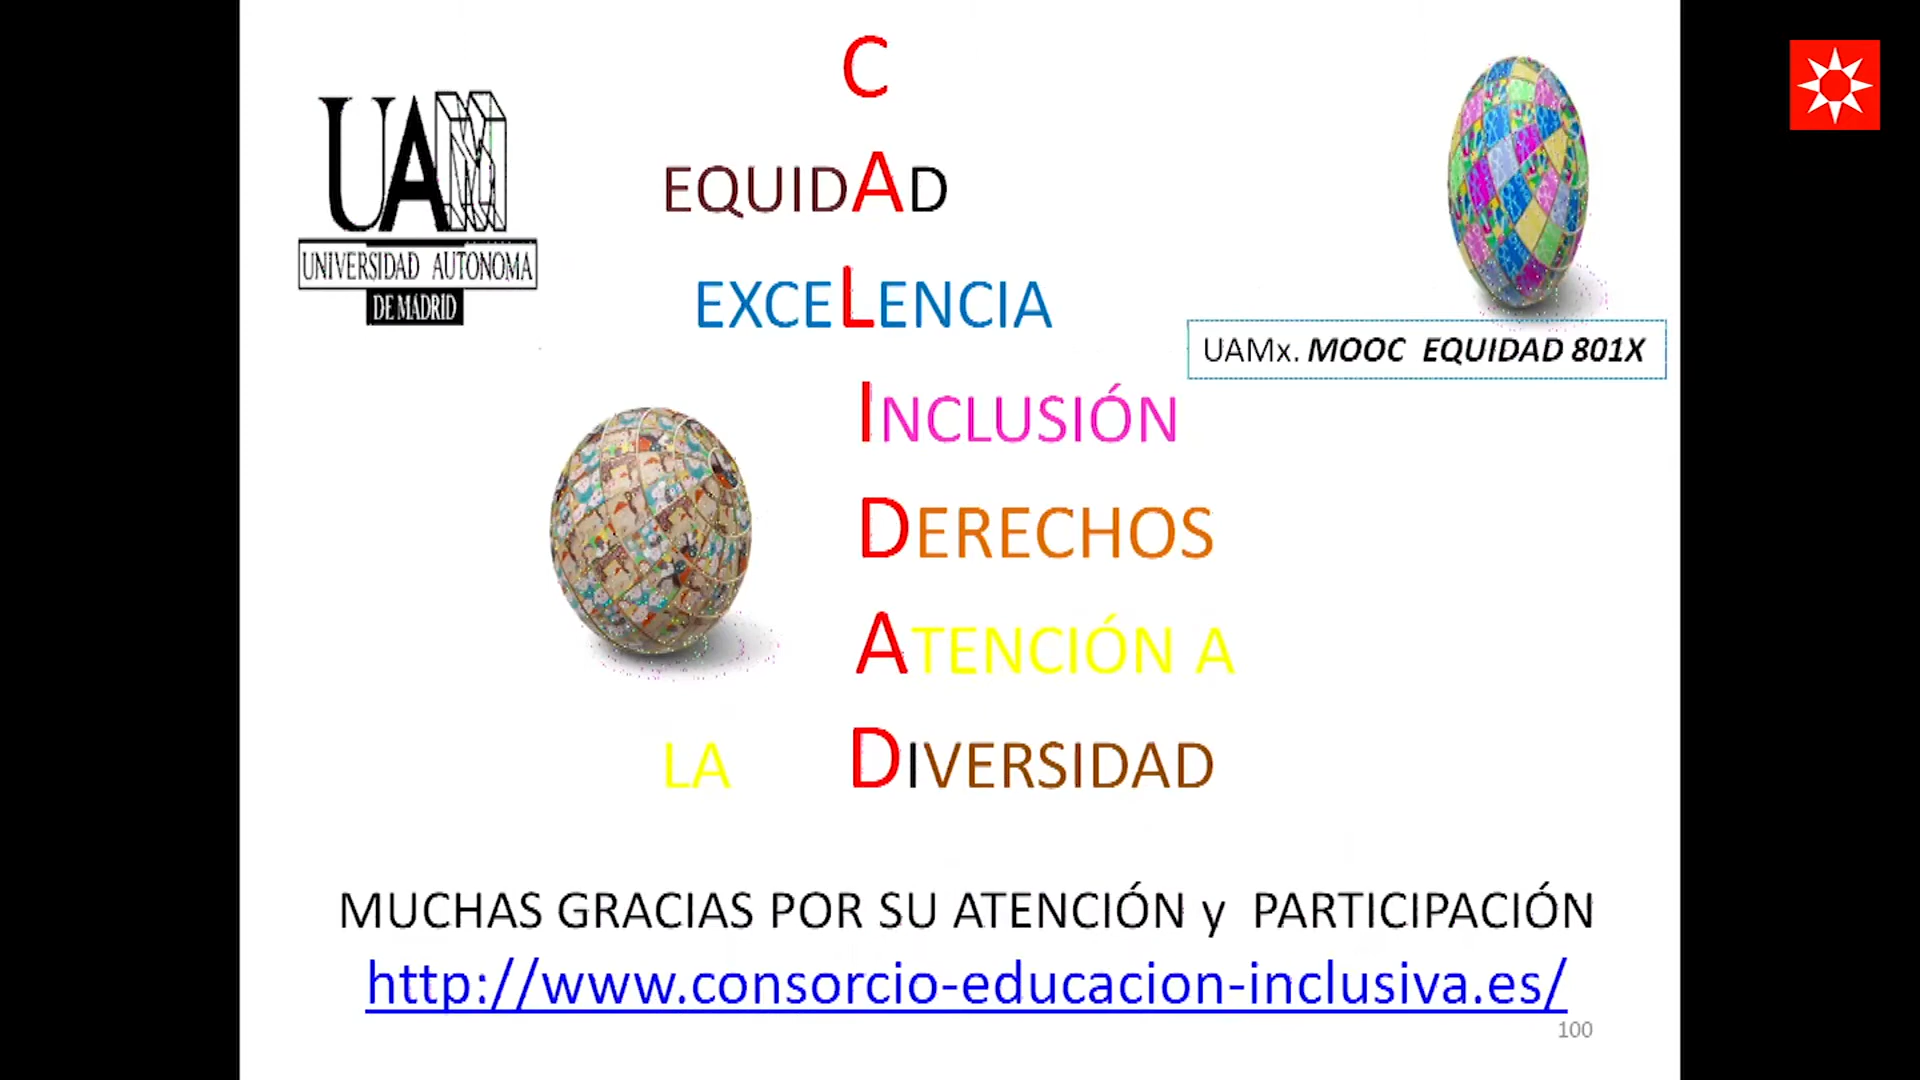 C
UAM
UNIVERSIDAD AUTONOMA
DE MADRID
EQUIDAD
EXCELENCIA
UAMx. MOOC EQUIDAD 801X
INCLUSIÓN
DERECHOS
ATENCIÓN A
LA DIVERSIDAD
MUCHAS GRACIAS POR SU ATENCIÓN y PARTICIPACIÓN
http://www.consorcio-educacion-inclusiva.es/
100